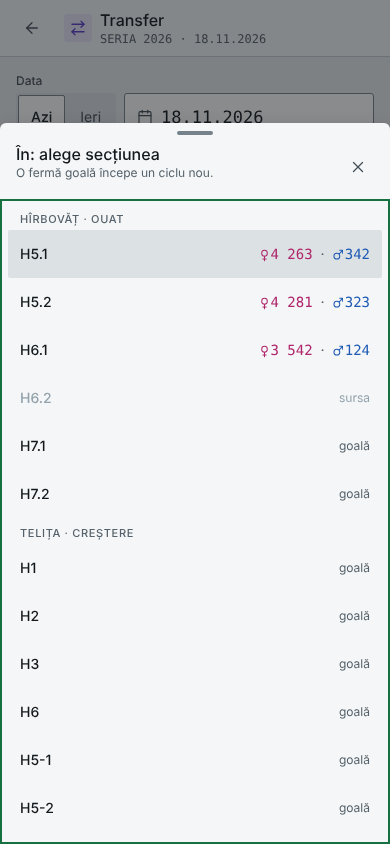 Transfer
SERIA 2026 · 18.11.2026
Data
Azi Ieri 18.11.2026
În: alege secțiunea
O fermă goală începe un ciclu nou.
HÎRBOVĂȚ · OUAT
H5.1 ♀4 263 · ♂342
H5.2 ♀4 281 · ♂323
H6.1 ♀3 542 · ♂124
H6.2 sursa
H7.1 goală
H7.2 goală
TELIȚA · CREȘTERE
H1 goală
H2 goală
H3 goală
H6 goală
H5-1 goală
H5-2 goală